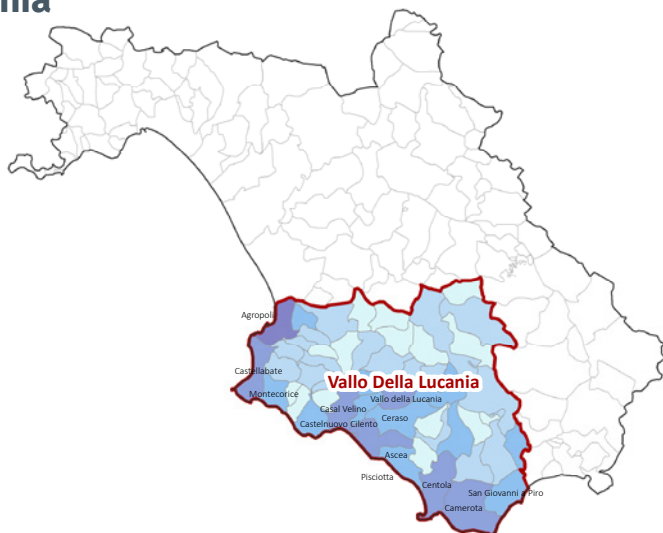 Agropoli
Castellabate
Vallo Della Lucania
Montecorice
Vallo della Lucania
Casal Velino
Ceraso
Castelnuovo Cilento
Ascea
Pisciotta
Centola
San Giovanni a Piro
Camerota